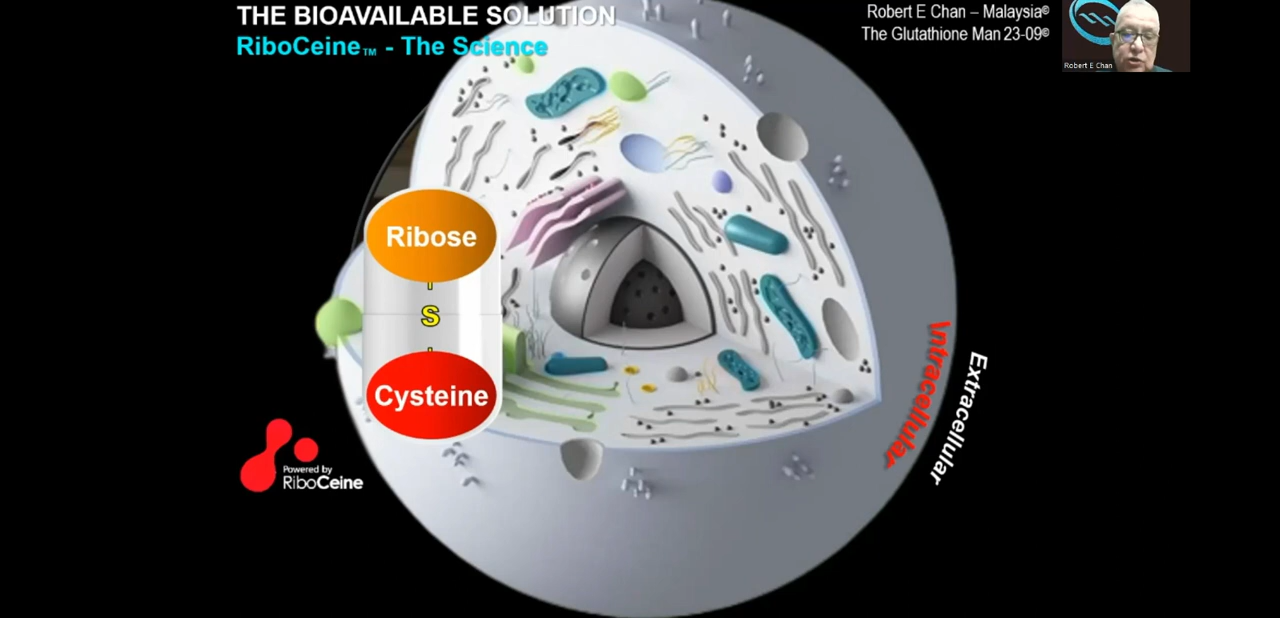 THE BIOAVAILABLE SOLUTION
RiboCeine™ - The Science
Robert E Chan – Malaysia©
The Glutathione Man 23-09©
Robert E Chan
Ribose
S
Cysteine
Intracellular
Extracellular
Powered by
RiboCeine